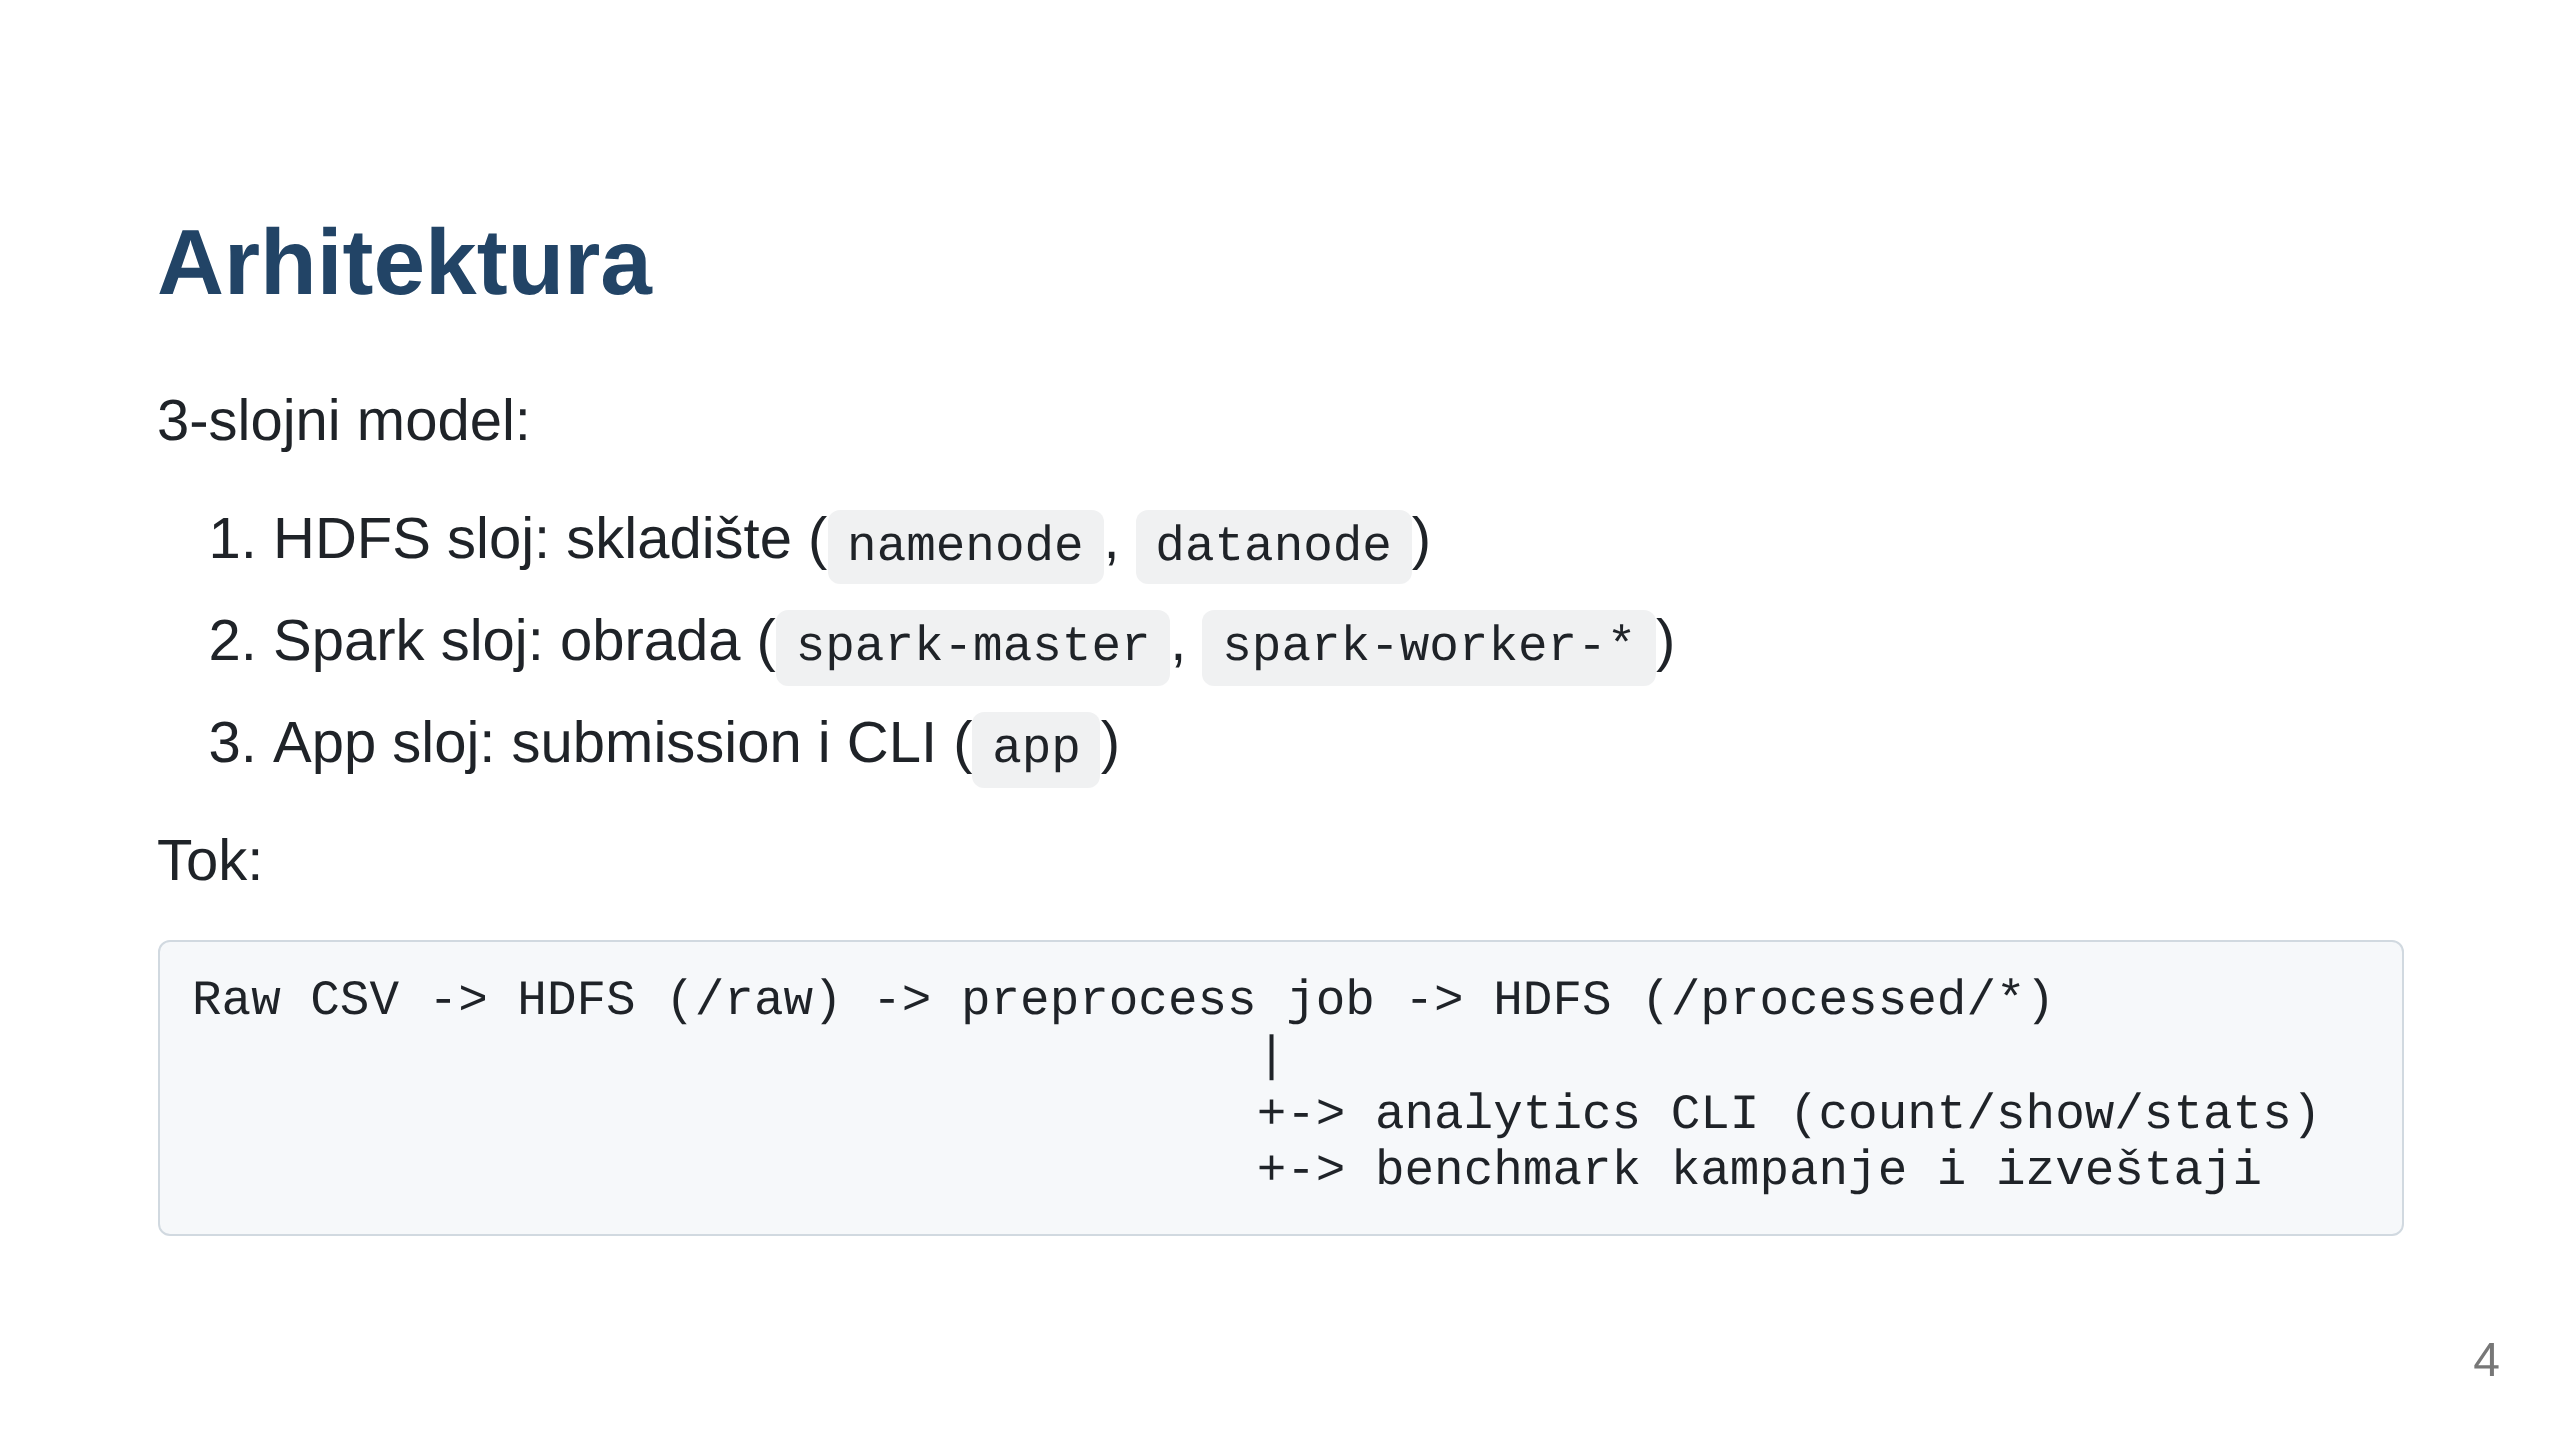 Arhitektura
3-slojni model:
1. HDFS sloj: skladište (namenode, datanode)
2. Spark sloj: obrada (spark-master, spark-worker-*)
3. App sloj: submission i CLI (app)
Tok:
Raw CSV -> HDFS (/raw) -> preprocess job -> HDFS (/processed/*)
                                    |
                                    +-> analytics CLI (count/show/stats)
                                    +-> benchmark kampanje i izveštaji
4